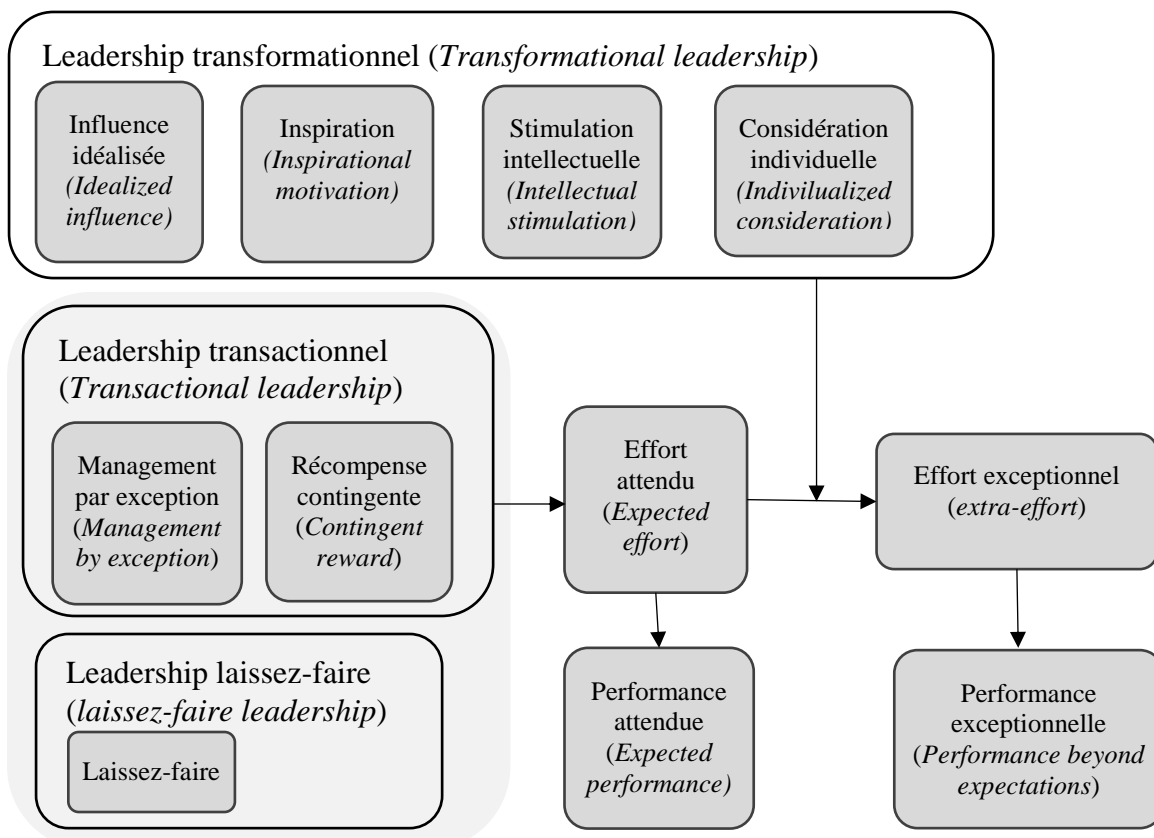 Leadership transformationnel (Transformational leadership)
Influence
idéalisée
(Idealized
influence)
Inspiration
(Inspirational
motivation)
Stimulation
intellectuelle
(Intellectual
stimulation)
Considération
individuelle
(Indivilualized
consideration)
Leadership transactionnel
(Transactional leadership)
Management
par exception
(Management
by exception)
Récompense
contingente
(Contingent
reward)
Effort
attendu
(Expected
effort)
Effort exceptionnel
(extra-effort)
Leadership laissez-faire
(laissez-faire leadership)
Laissez-faire
Performance
attendue
(Expected
performance)
Performance
exceptionnelle
(Performance beyond
expectations)